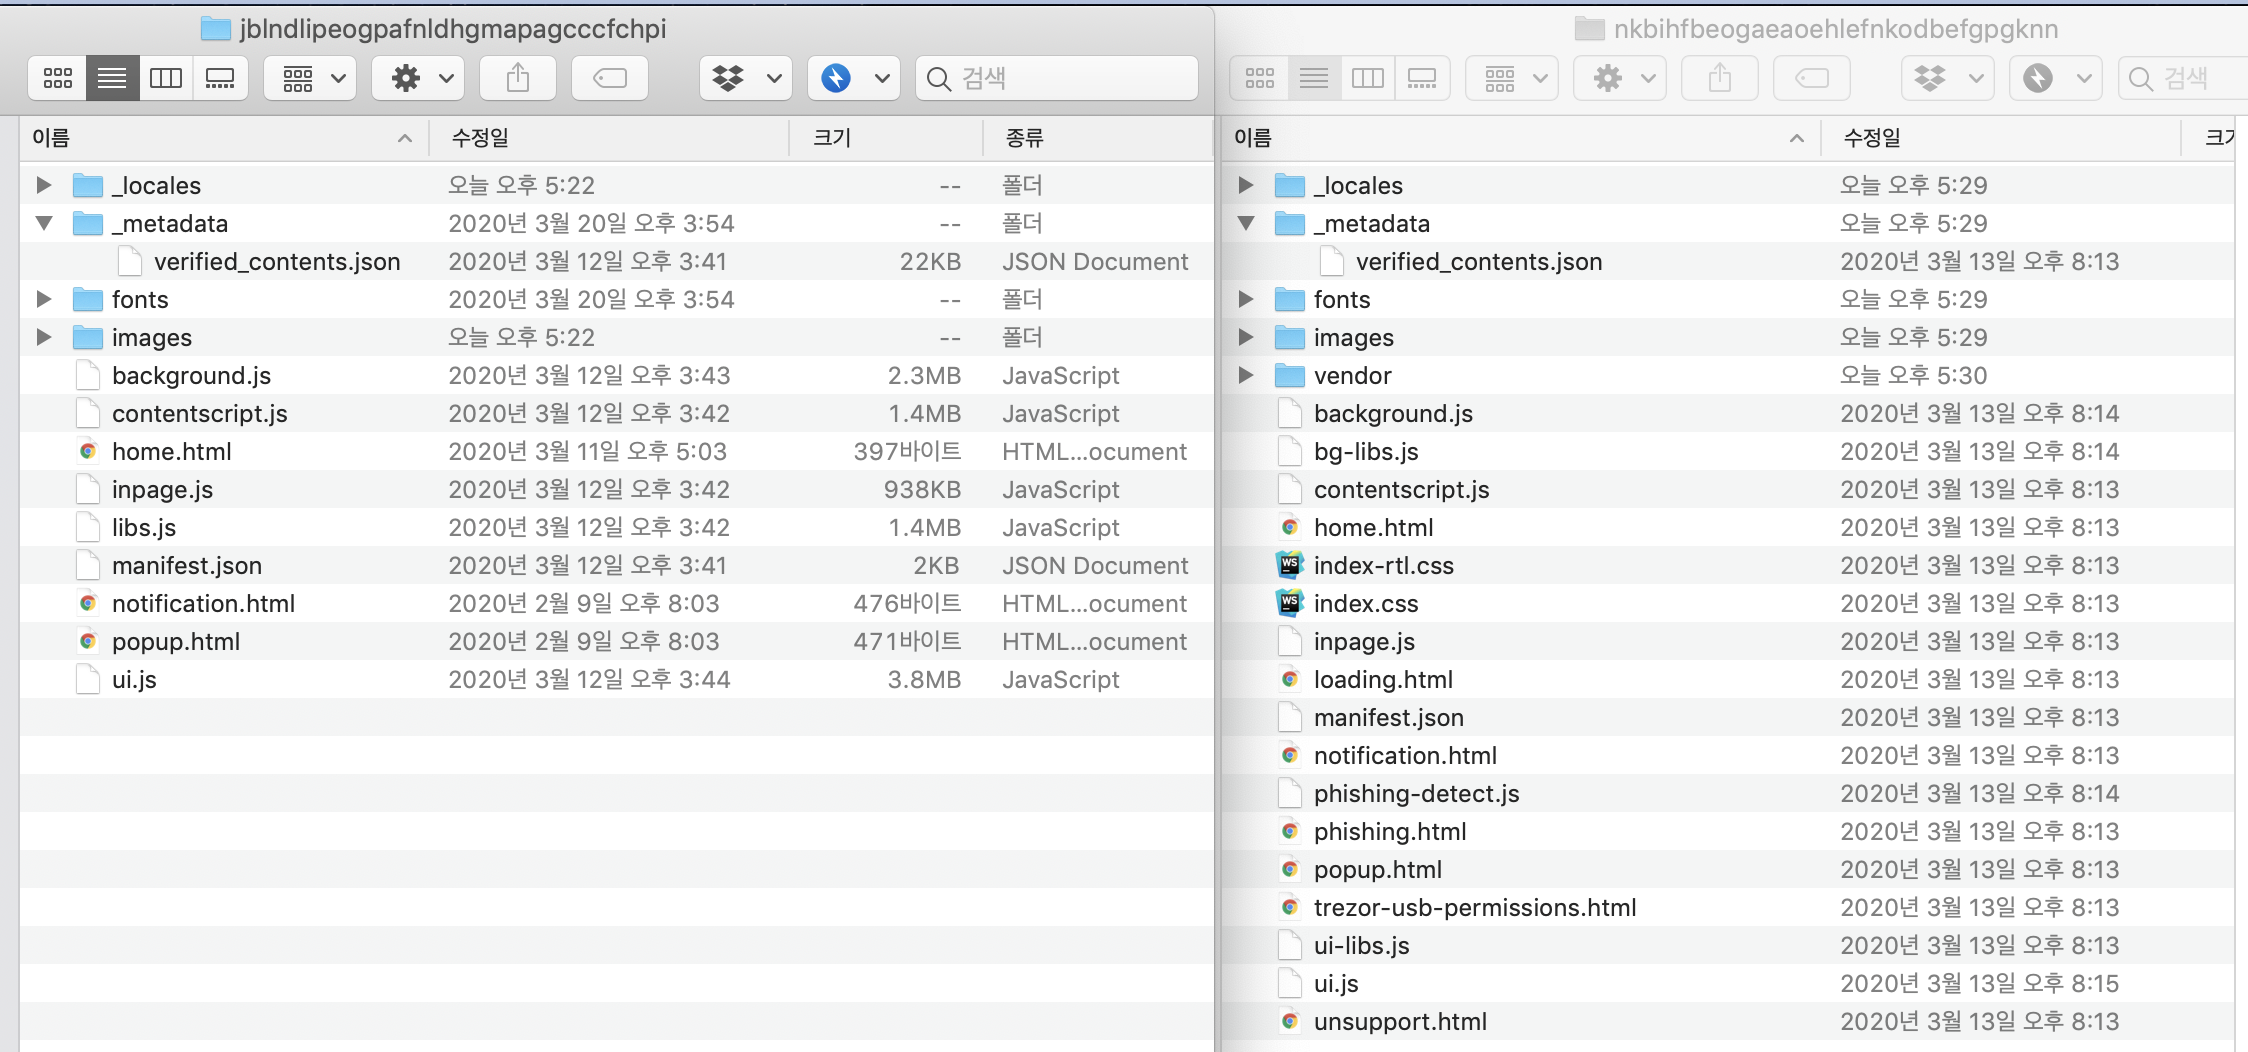 jblndlipeogpafnldhgmapagcccfchpi
검색
이름 수정일 크기 종류
_locales 오늘 오후 5:22 -- 폴더
_metadata 2020년 3월 20일 오후 3:54 -- 폴더
verified_contents.json 2020년 3월 12일 오후 3:41 22KB JSON Document
fonts 2020년 3월 20일 오후 3:54 -- 폴더
images 오늘 오후 5:22 -- 폴더
background.js 2020년 3월 12일 오후 3:43 2.3MB JavaScript
contentscript.js 2020년 3월 12일 오후 3:42 1.4MB JavaScript
home.html 2020년 3월 11일 오후 5:03 397바이트 HTML...ocument
inpage.js 2020년 3월 12일 오후 3:42 938KB JavaScript
libs.js 2020년 3월 12일 오후 3:42 1.4MB JavaScript
manifest.json 2020년 3월 12일 오후 3:41 2KB JSON Document
notification.html 2020년 2월 9일 오후 8:03 476바이트 HTML...ocument
popup.html 2020년 2월 9일 오후 8:03 471바이트 HTML...ocument
ui.js 2020년 3월 12일 오후 3:44 3.8MB JavaScript
nkbihfbeogaeaoehlefnkodbefgpgknn
검색
이름 수정일
_locales 오늘 오후 5:29
_metadata 오늘 오후 5:29
verified_contents.json 2020년 3월 13일 오후 8:13
fonts 오늘 오후 5:29
images 오늘 오후 5:29
vendor 오늘 오후 5:30
background.js 2020년 3월 13일 오후 8:14
bg-libs.js 2020년 3월 13일 오후 8:14
contentscript.js 2020년 3월 13일 오후 8:13
home.html 2020년 3월 13일 오후 8:13
WS index-rtl.css 2020년 3월 13일 오후 8:13
WS index.css 2020년 3월 13일 오후 8:13
inpage.js 2020년 3월 13일 오후 8:13
loading.html 2020년 3월 13일 오후 8:13
manifest.json 2020년 3월 13일 오후 8:13
notification.html 2020년 3월 13일 오후 8:13
phishing-detect.js 2020년 3월 13일 오후 8:14
phishing.html 2020년 3월 13일 오후 8:13
popup.html 2020년 3월 13일 오후 8:13
trezor-usb-permissions.html 2020년 3월 13일 오후 8:13
ui-libs.js 2020년 3월 13일 오후 8:13
ui.js 2020년 3월 13일 오후 8:15
unsupport.html 2020년 3월 13일 오후 8:13